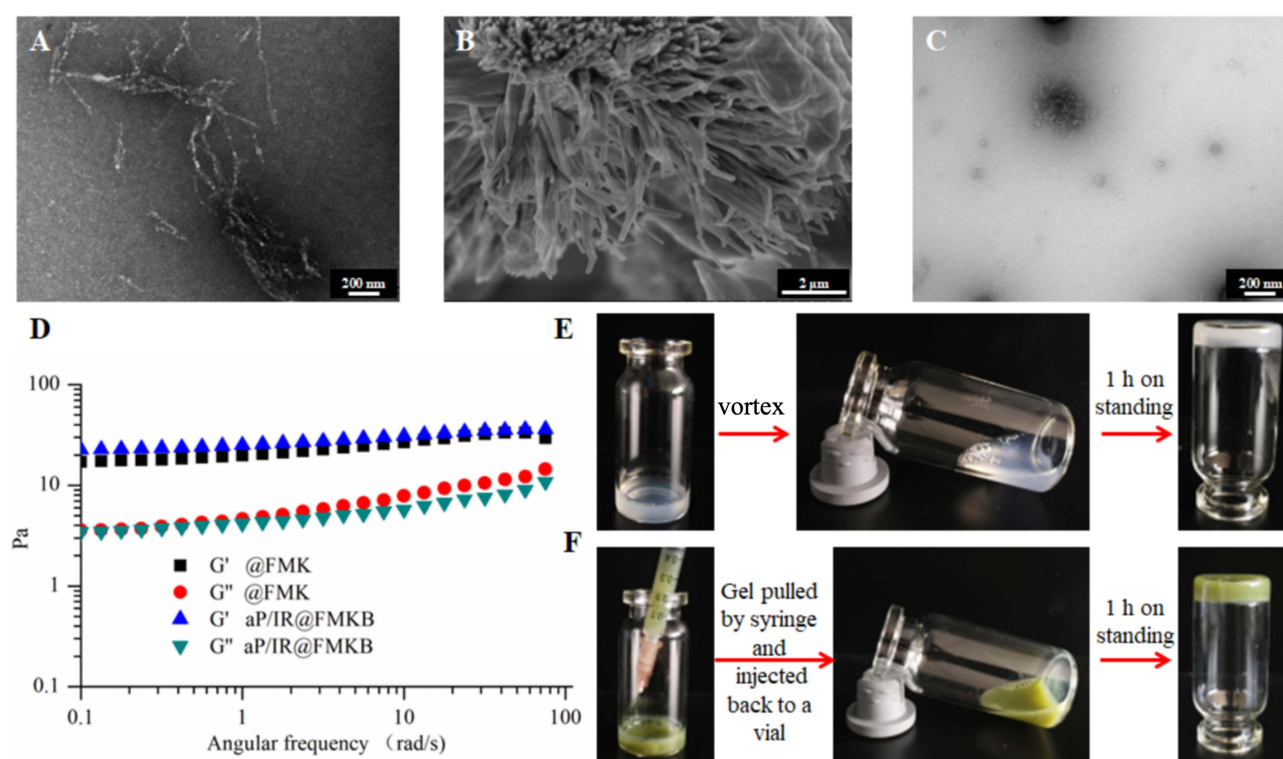 A
200 nm
B
2 µm
C
200 nm
D
100
10
1
0.1
Pa
G' @FMK
G'' @FMK
G' aP/IR@FMKB
G'' aP/IR@FMKB
0.1
1
10
100
Angular frequency （rad/s）
E
vortex
1 h on
standing
F
Gel pulled
by syringe
and
injected
back to a
vial
1 h on
standing